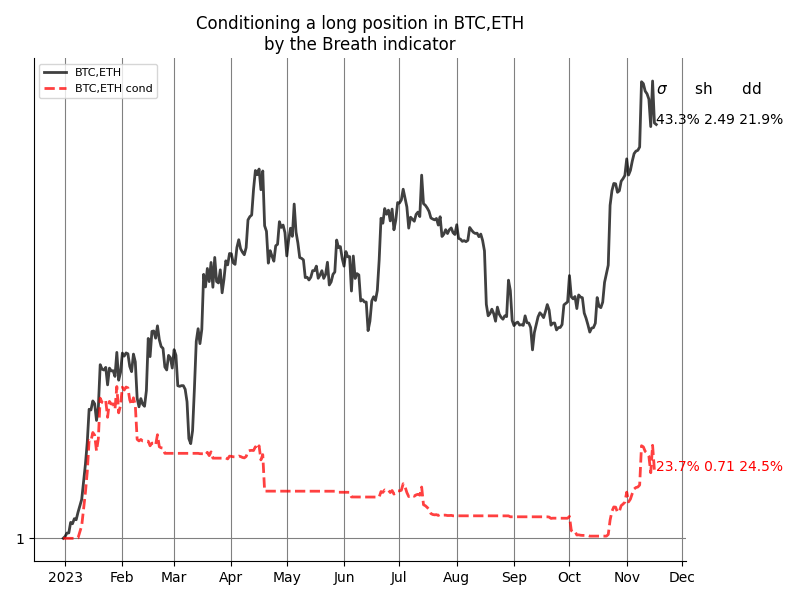 Conditioning a long position in BTC,ETH
by the Breath indicator
BTC,ETH
BTC,ETH cond
σ sh dd
43.3% 2.49 21.9%
23.7% 0.71 24.5%
1
2023 Feb Mar Apr May Jun Jul Aug Sep Oct Nov Dec